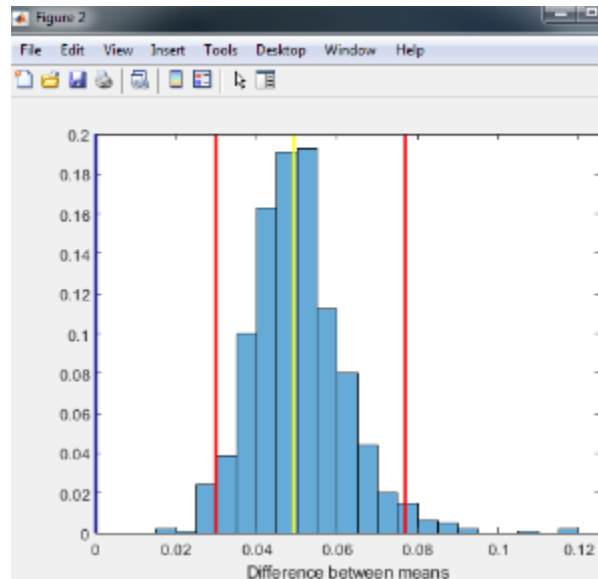 Figure 2
File Edit View Insert Tools Desktop Window Help
0.2
0.18
0.16
0.14
0.12
0.1
0.08
0.06
0.04
0.02
0
0 0.02 0.04 0.06 0.08 0.1 0.12
Difference between means